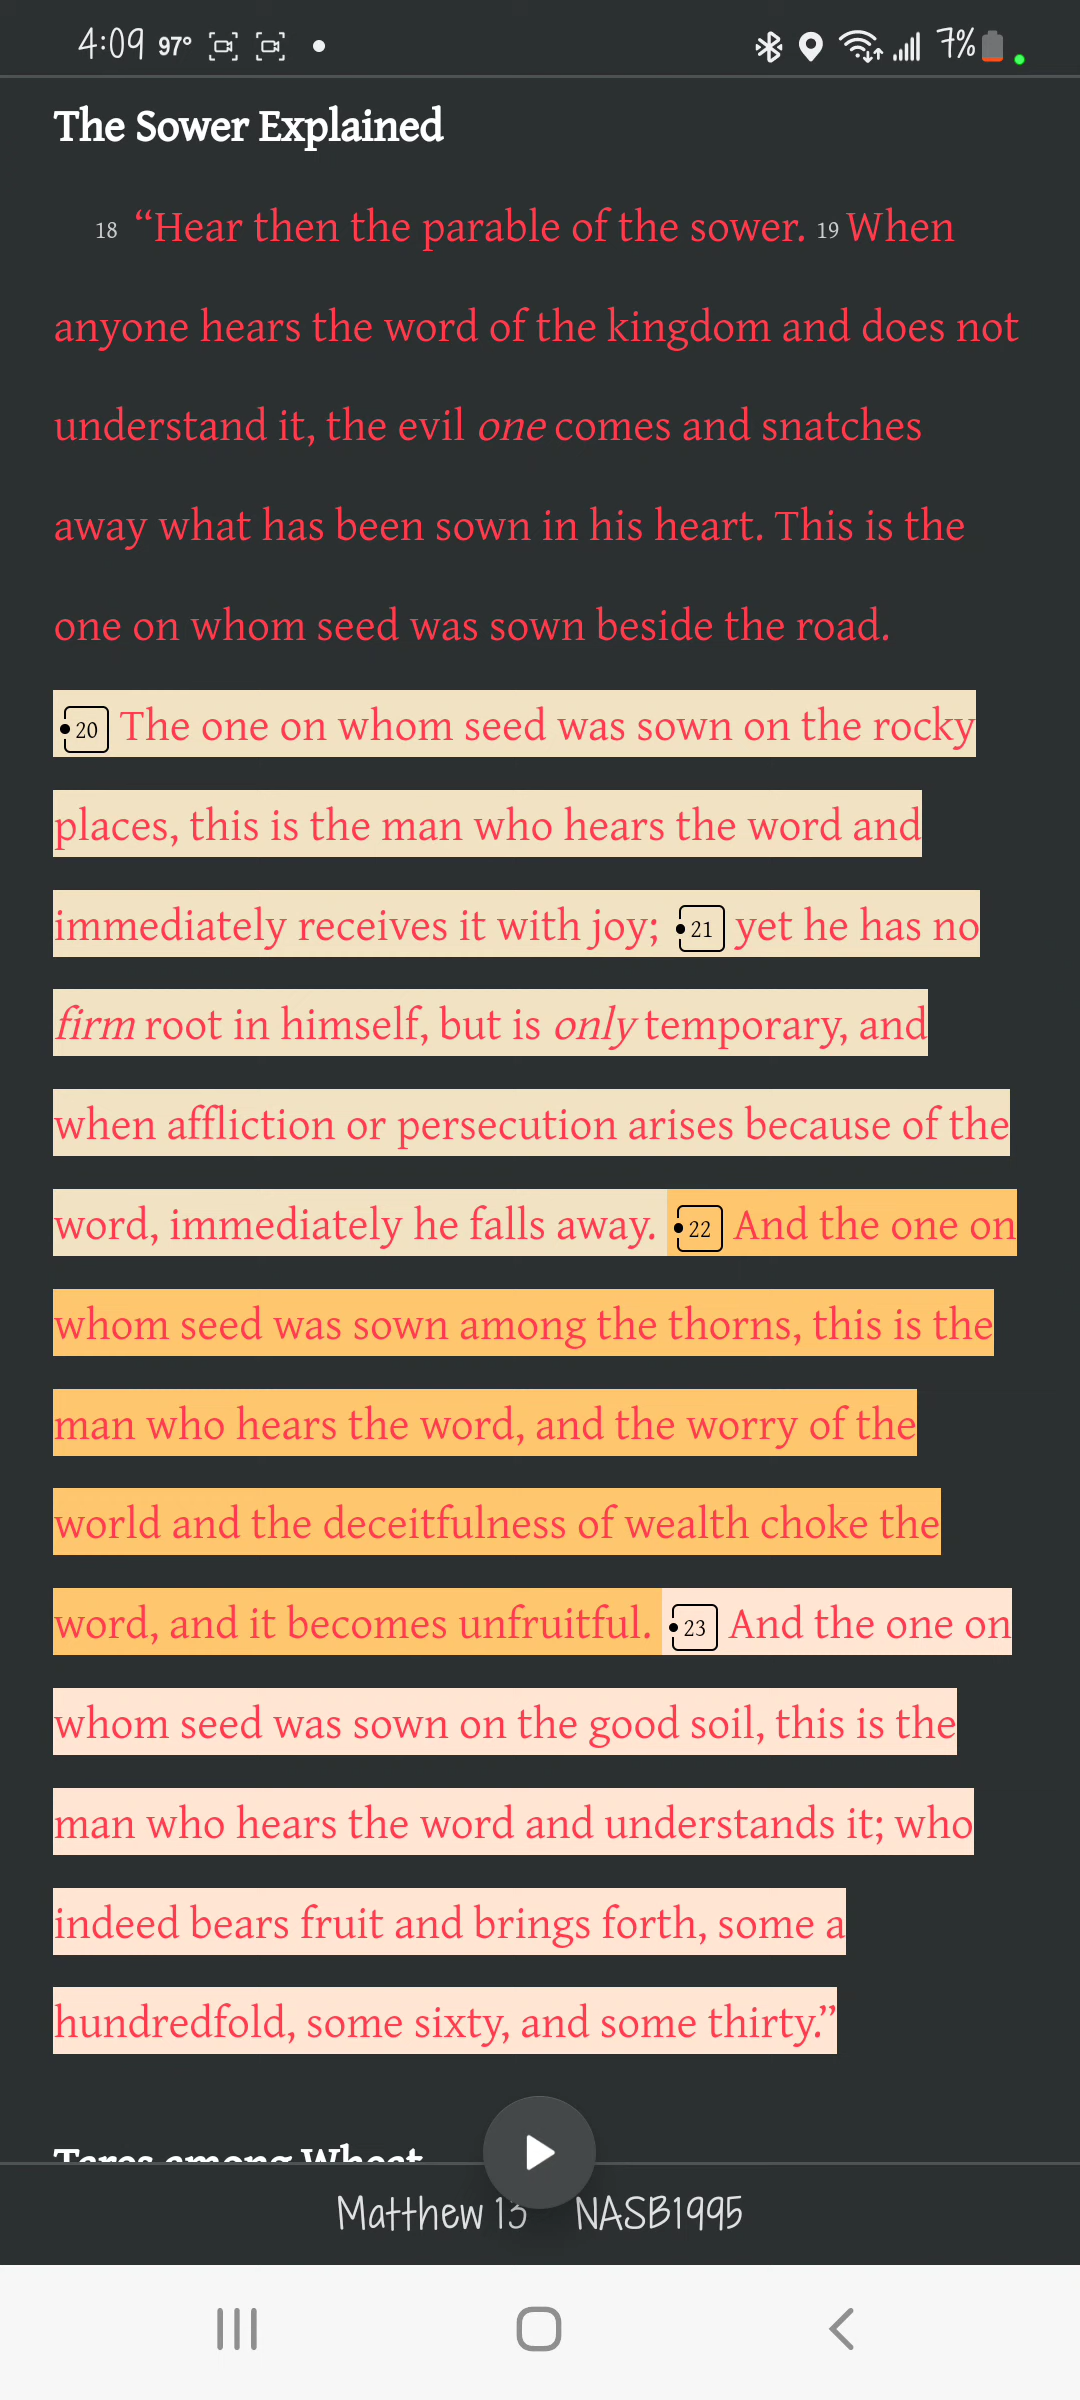 4:09 97° 7%
The Sower Explained
18 “Hear then the parable of the sower. 19 When
anyone hears the word of the kingdom and does not
understand it, the evil one comes and snatches
away what has been sown in his heart. This is the
one on whom seed was sown beside the road.
20 The one on whom seed was sown on the rocky
places, this is the man who hears the word and
immediately receives it with joy; 21 yet he has no
firm root in himself, but is only temporary, and
when affliction or persecution arises because of the
word, immediately he falls away. 22 And the one on
whom seed was sown among the thorns, this is the
man who hears the word, and the worry of the
world and the deceitfulness of wealth choke the
word, and it becomes unfruitful. 23 And the one on
whom seed was sown on the good soil, this is the
man who hears the word and understands it; who
indeed bears fruit and brings forth, some a
hundredfold, some sixty, and some thirty.”
Tares among Wheat
Matthew 13 NASB1995